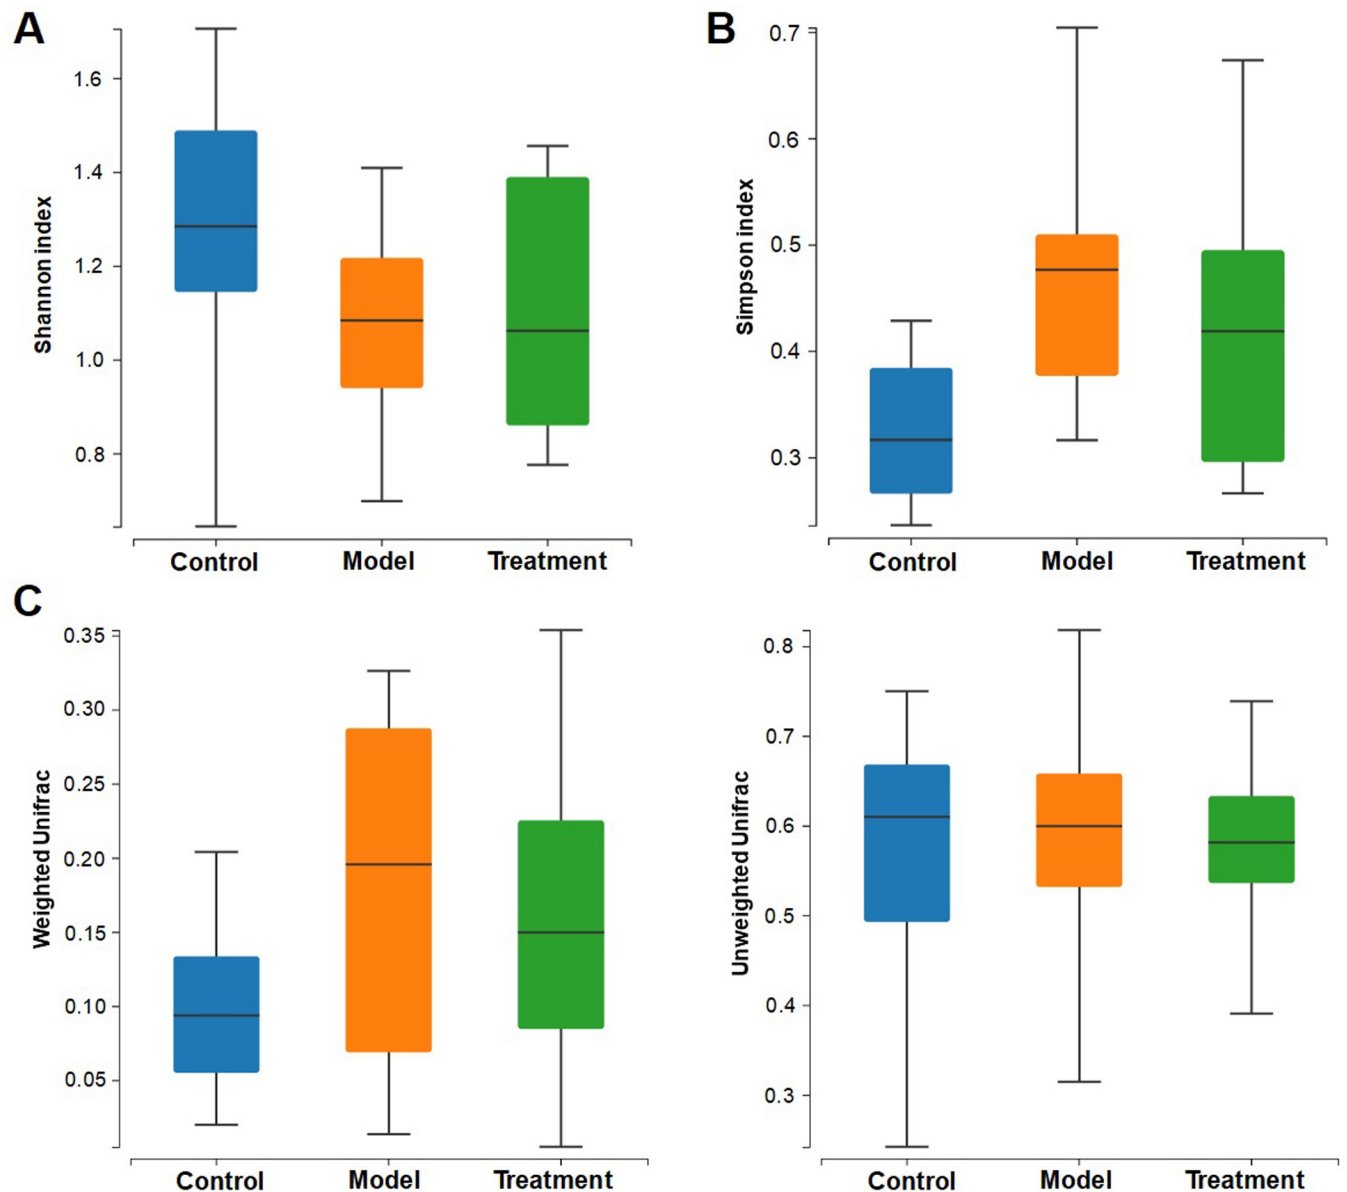 A
Shannon index
1.6
1.4
1.2
1.0
0.8
Control Model Treatment
B
Simpson index
0.7
0.6
0.5
0.4
0.3
Control Model Treatment
C
Weighted Unifrac
0.35
0.30
0.25
0.20
0.15
0.10
0.05
Control Model Treatment
Unweighted Unifrac
0.8
0.7
0.6
0.5
0.4
0.3
Control Model Treatment